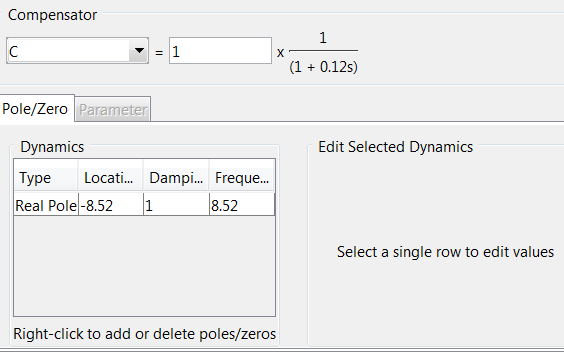 Compensator
C = 1 x 1
(1 + 0.12s)
Pole/Zero Parameter
Dynamics
Type Locati... Dampi... Freque...
Real Pole -8.52 1 8.52
Right-click to add or delete poles/zeros
Edit Selected Dynamics
Select a single row to edit values